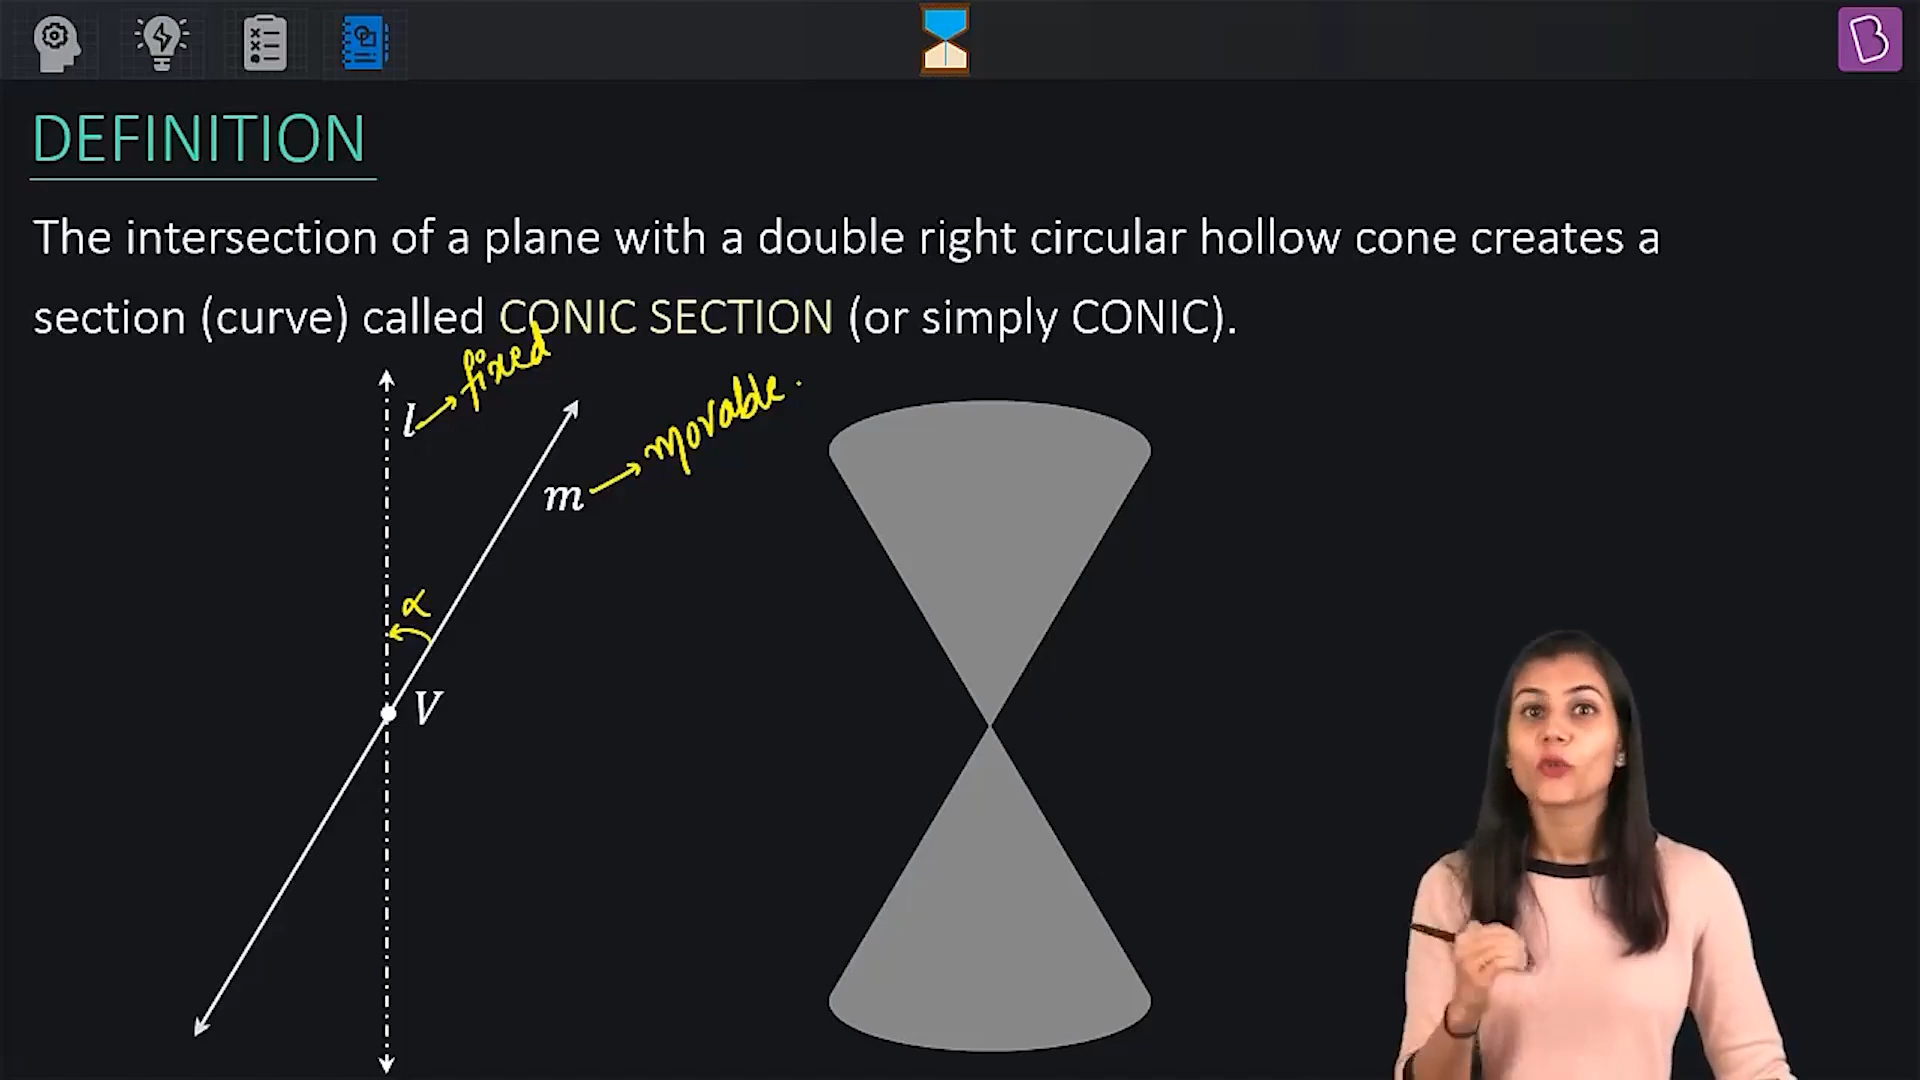 DEFINITION
The intersection of a plane with a double right circular hollow cone creates a
section (curve) called CONIC SECTION (or simply CONIC).
l → fixed
m → movable.
α
V
B